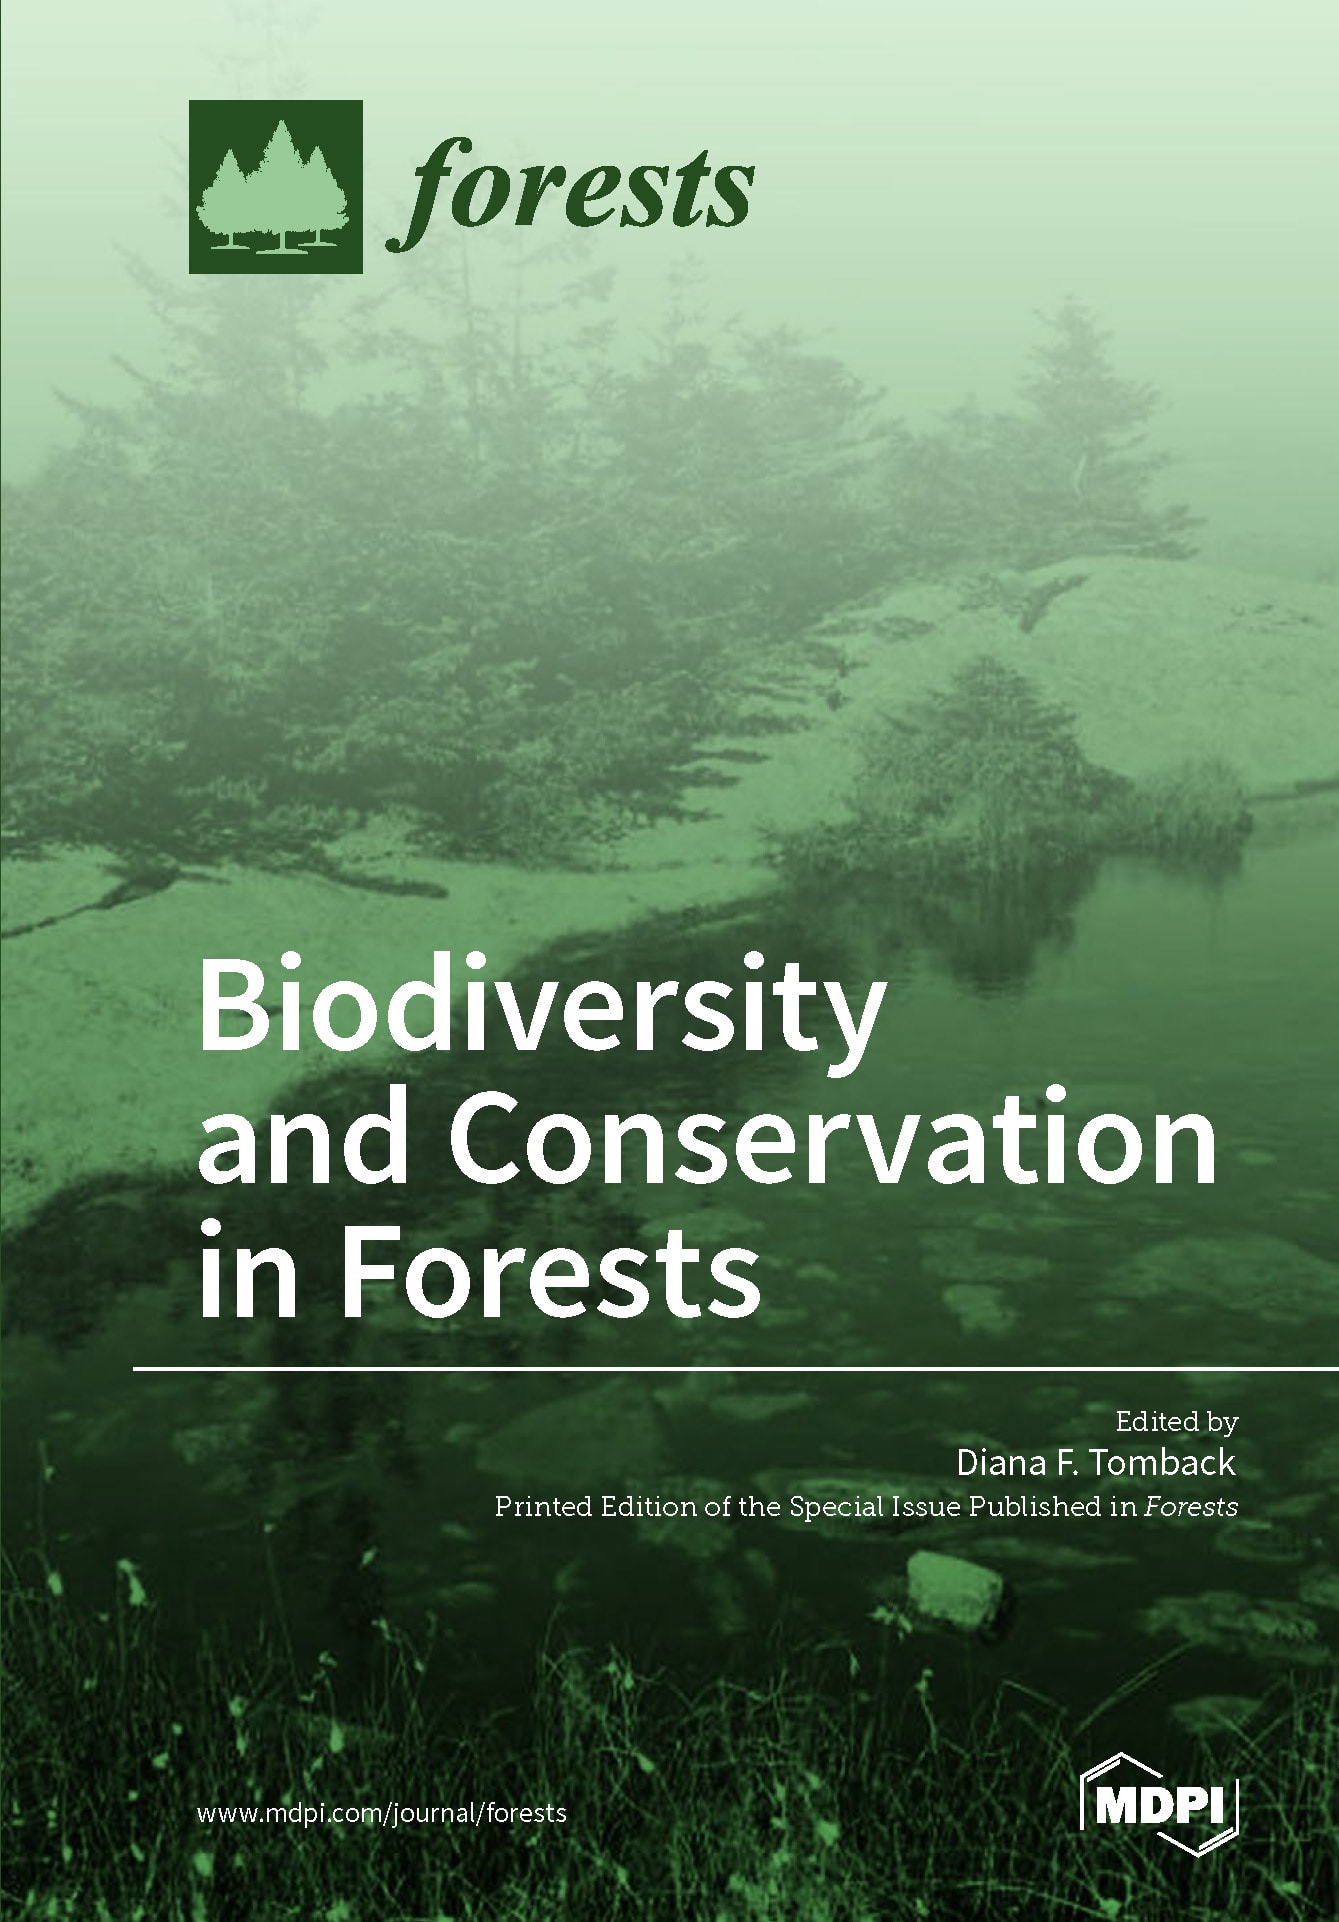 forests
Biodiversity
and Conservation
in Forests
Edited by
Diana F. Tomback
Printed Edition of the Special Issue Published in Forests
www.mdpi.com/journal/forests
MDPI